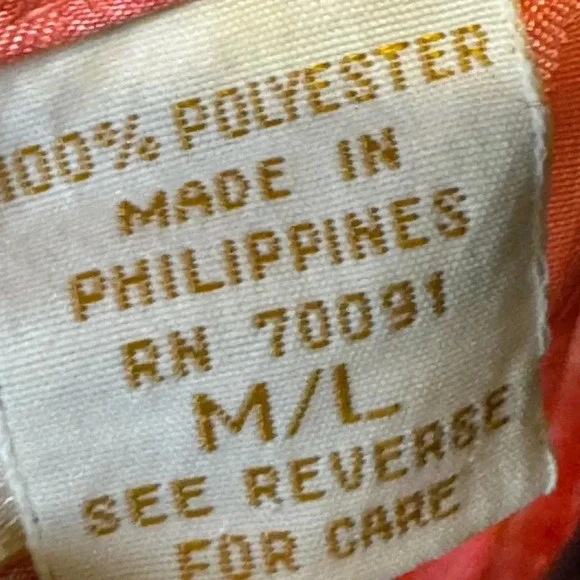 100% POLYESTER
MADE IN
PHILIPPINES
RN 70091
M/L
SEE REVERSE
FOR CARE